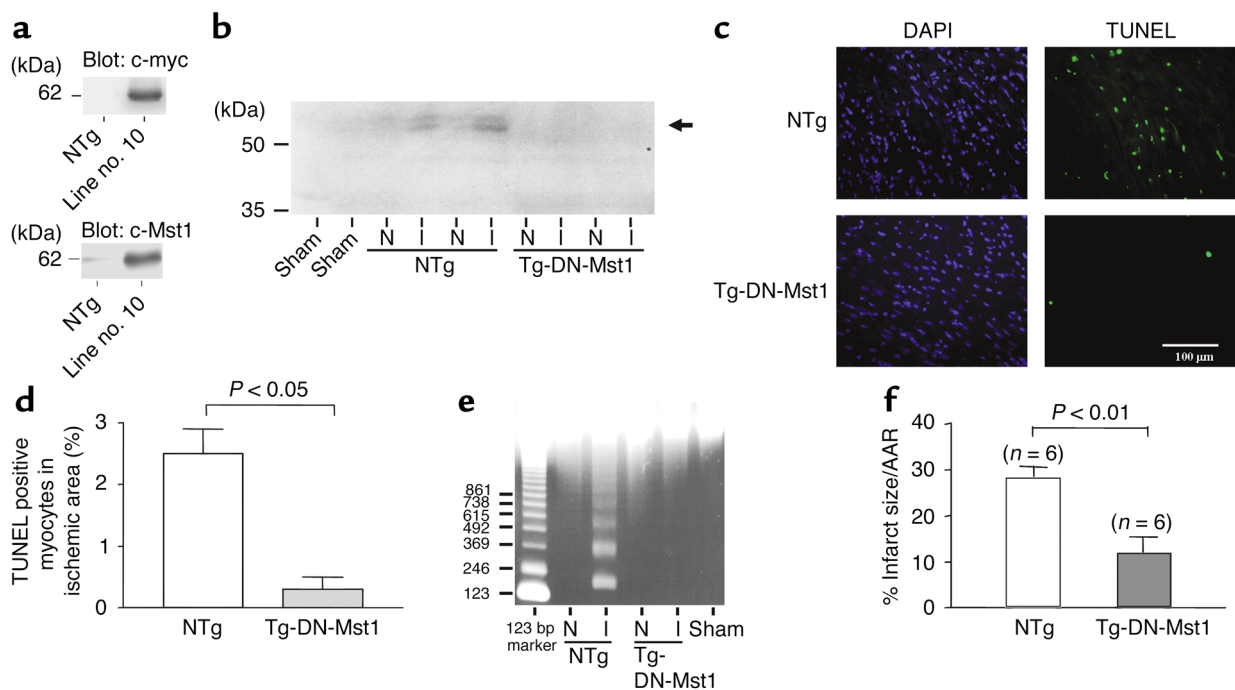 a
Blot: c-myc
(kDa)
62
NTg
Line no. 10
Blot: c-Mst1
(kDa)
62
NTg
Line no. 10
b
(kDa)
50
35
Sham
Sham
N I N I
NTg
N I N I
Tg-DN-Mst1
c
DAPI TUNEL
NTg
Tg-DN-Mst1
100 μm
d
P < 0.05
TUNEL positive
myocytes in
ischemic area (%)
3
2
1
0
NTg Tg-DN-Mst1
e
861
738
615
492
369
246
123
123 bp
marker
N I
NTg
N I
Tg-
DN-Mst1
Sham
f
P < 0.01
% Infarct size/AAR
40
30
20
10
0
(n = 6)
(n = 6)
NTg Tg-DN-Mst1